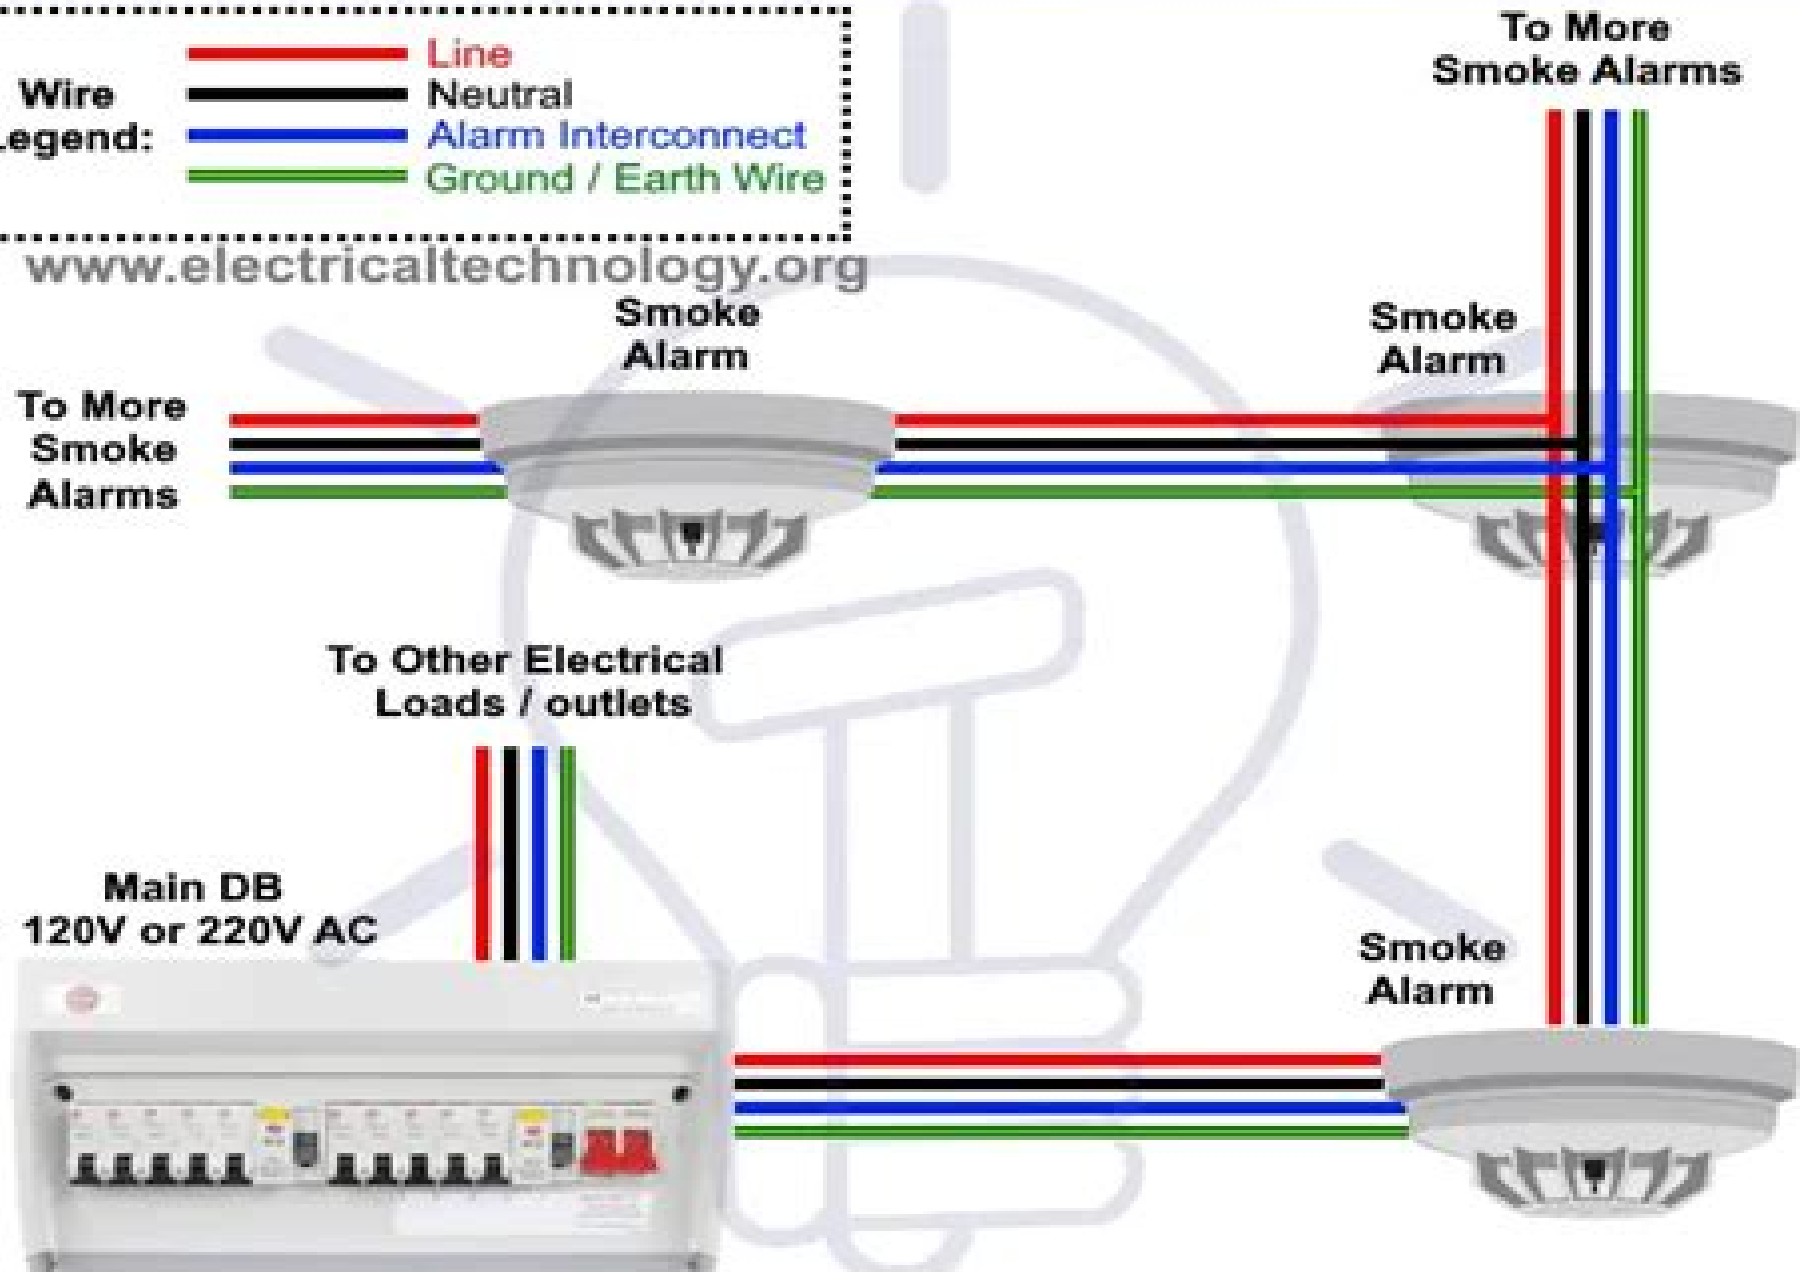 Line
Wire
Neutral
Legend:
Alarm Interconnect
Ground / Earth Wire
www.electricaltechnology.org
To More
Smoke Alarms
Smoke
Alarm
Smoke
Alarm
To More
Smoke
Alarms
To Other Electrical
Loads / outlets
Main DB
120V or 220V AC
Smoke
Alarm